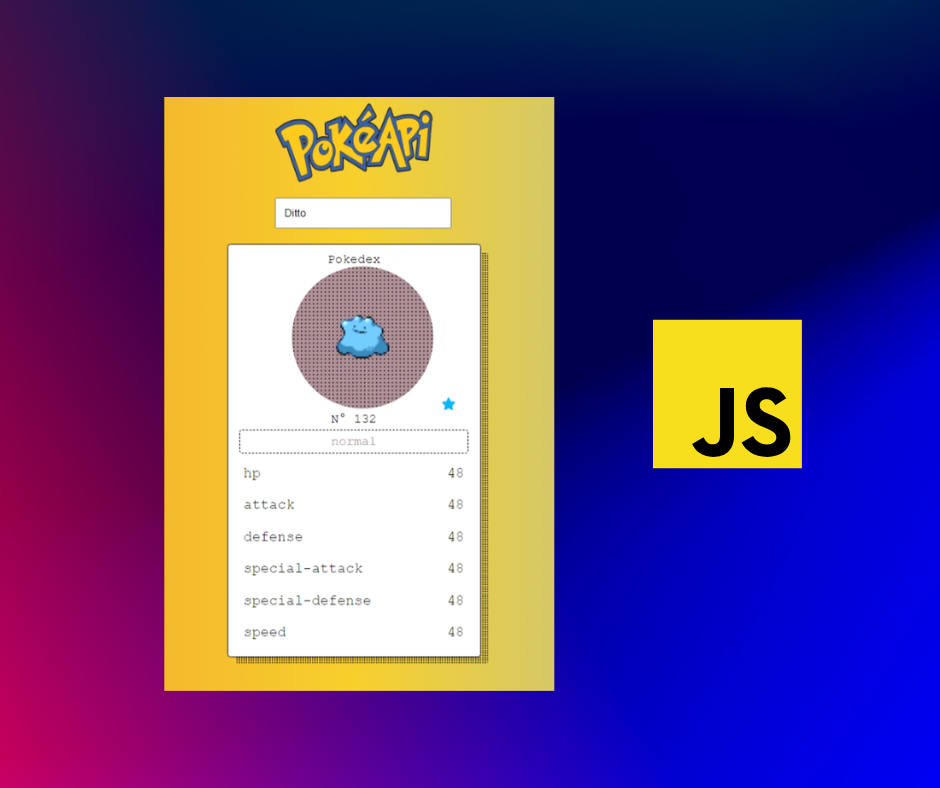 PokéApi
Ditto
Pokedex
N° 132
normal
hp 48
attack 48
defense 48
special-attack 48
special-defense 48
speed 48
JS